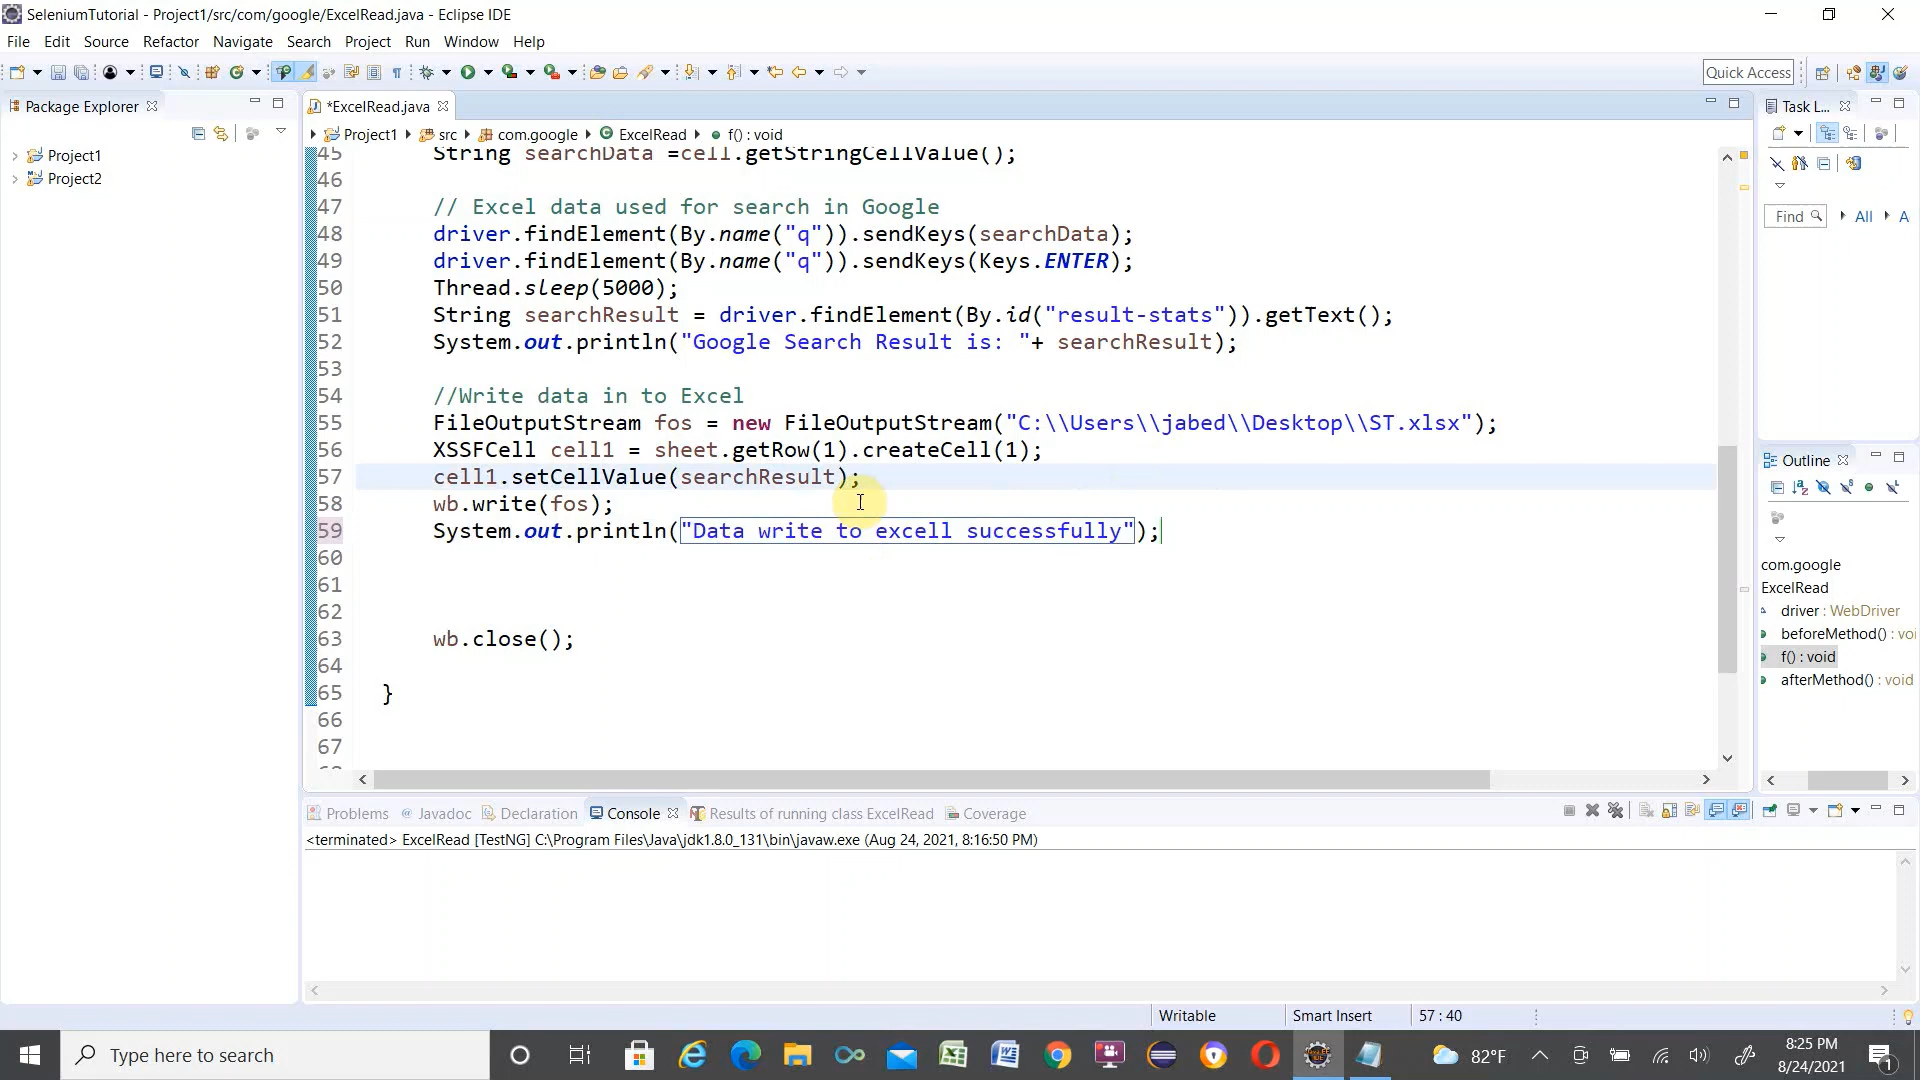 SeleniumTutorial - Project1/src/com/google/ExcelRead.java - Eclipse IDE
File Edit Source Refactor Navigate Search Project Run Window Help
Quick Access
Package Explorer
*ExcelRead.java
Task L...
Project1 src com.google ExcelRead f() : void
Project1
Project2
Find All A
45 String searchData =cell.getStringCellValue();
46
47 // Excel data used for search in Google
48 driver.findElement(By.name("q")).sendKeys(searchData);
49 driver.findElement(By.name("q")).sendKeys(Keys.ENTER);
50 Thread.sleep(5000);
51 String searchResult = driver.findElement(By.id("result-stats")).getText();
52 System.out.println("Google Search Result is: "+ searchResult);
53
54 //Write data in to Excel
55 FileOutputStream fos = new FileOutputStream("C:\\Users\\jabed\\Desktop\\ST.xlsx");
56 XSSFCell cell1 = sheet.getRow(1).createCell(1);
57 cell1.setCellValue(searchResult);
58 wb.write(fos);
59 System.out.println("Data write to excell successfully");
60
61
62
63 wb.close();
64
65 }
66
67
Outline
com.google
ExcelRead
driver : WebDriver
beforeMethod() : voi
f() : void
afterMethod() : void
Problems @ Javadoc Declaration Console Results of running class ExcelRead Coverage
<terminated> ExcelRead [TestNG] C:\Program Files\Java\jdk1.8.0_131\bin\javaw.exe (Aug 24, 2021, 8:16:50 PM)
Writable Smart Insert 57 : 40
Type here to search
82°F
8:25 PM
8/24/2021
1